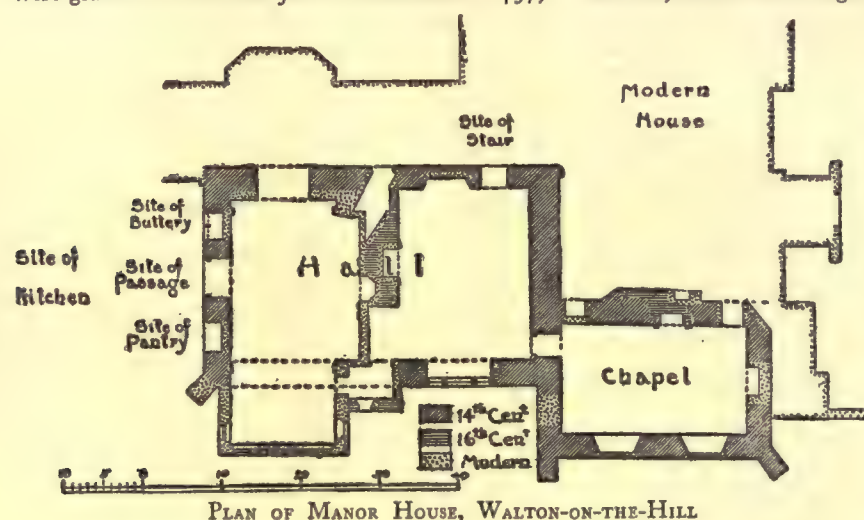 Modern
House
Site of
Stair
Site of
Buttery
Site of
Kitchen
Site of
Passage
Hall
Site of
Pantry
Chapel
14th Cent
16th Cent
Modern
PLAN OF MANOR HOUSE, WALTON-ON-THE-HILL